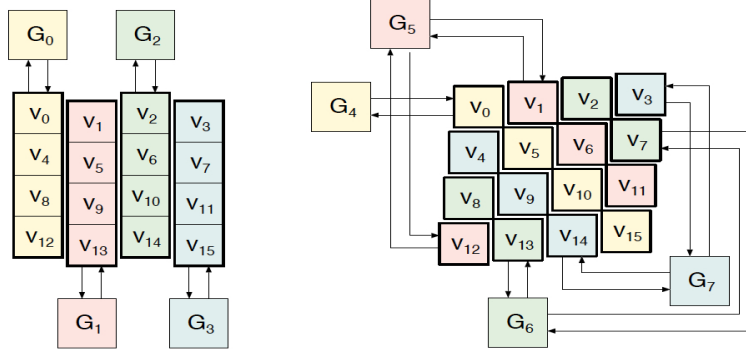 G₀ G₂
v₀ v₁ v₂ v₃
v₄ v₅ v₆ v₇
v₈ v₉ v₁₀ v₁₁
v₁₂ v₁₃ v₁₄ v₁₅
G₁ G₃
G₅
G₄
v₀ v₁ v₂ v₃
v₄ v₅ v₆ v₇
v₈ v₉ v₁₀ v₁₁
v₁₂ v₁₃ v₁₄ v₁₅
G₆ G₇